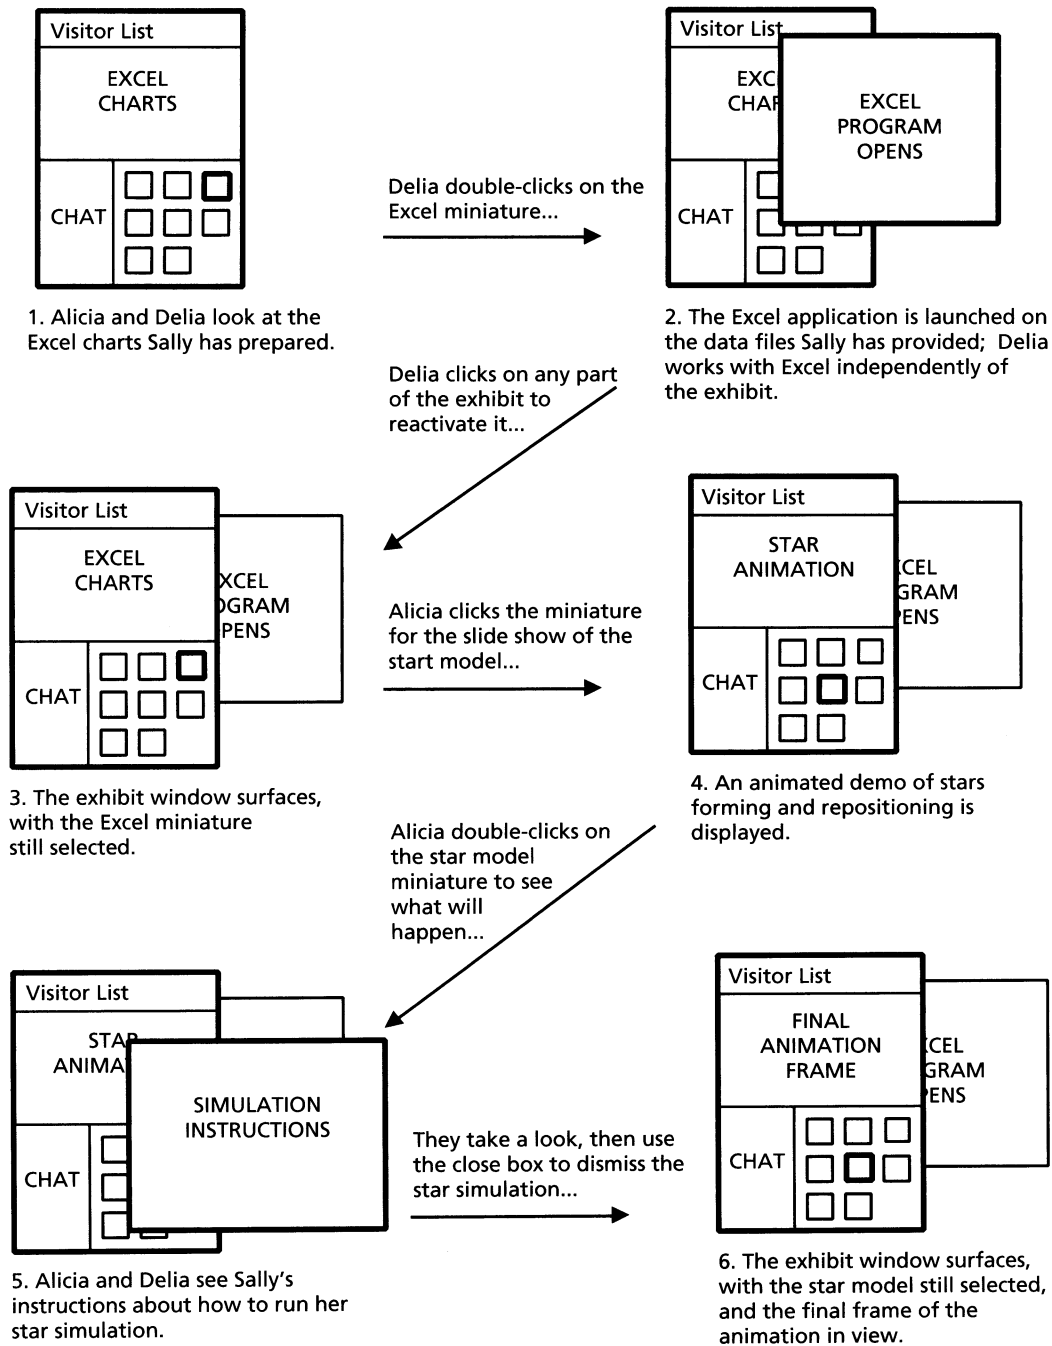 Visitor List
EXCEL
CHARTS
CHAT
1. Alicia and Delia look at the
Excel charts Sally has prepared.
Delia double-clicks on the
Excel miniature...
Visitor List
EXC
CHAR
EXCEL
PROGRAM
OPENS
CHAT
2. The Excel application is launched on
the data files Sally has provided; Delia
works with Excel independently of
the exhibit.
Delia clicks on any part
of the exhibit to
reactivate it...
Visitor List
EXCEL
CHARTS
XCEL
OGRAM
PENS
CHAT
3. The exhibit window surfaces,
with the Excel miniature
still selected.
Alicia clicks the miniature
for the slide show of the
start model...
Visitor List
STAR
ANIMATION
CEL
GRAM
ENS
CHAT
4. An animated demo of stars
forming and repositioning is
displayed.
Alicia double-clicks on
the star model
miniature to see
what will
happen...
Visitor List
STAR
ANIMA
SIMULATION
INSTRUCTIONS
CHAT
5. Alicia and Delia see Sally's
instructions about how to run her
star simulation.
They take a look, then use
the close box to dismiss the
star simulation...
Visitor List
FINAL
ANIMATION
FRAME
CEL
GRAM
ENS
CHAT
6. The exhibit window surfaces,
with the star model still selected,
and the final frame of the
animation in view.